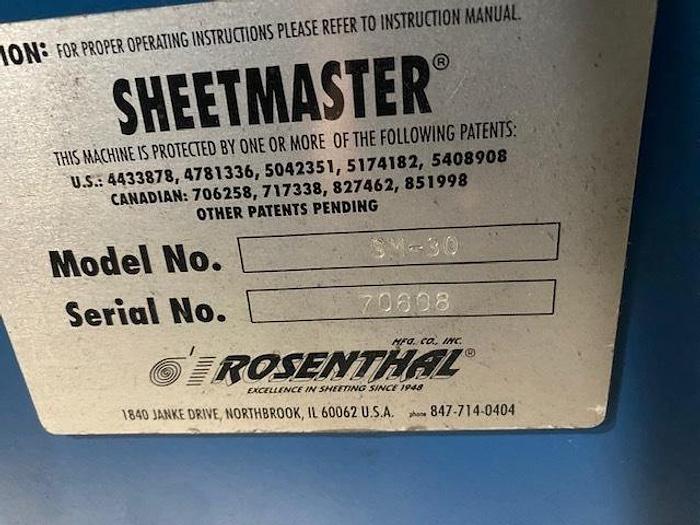 ION: FOR PROPER OPERATING INSTRUCTIONS PLEASE REFER TO INSTRUCTION MANUAL.
SHEETMASTER®
THIS MACHINE IS PROTECTED BY ONE OR MORE OF THE FOLLOWING PATENTS:
U.S.: 4433878, 4781336, 5042351, 5174182, 5408908
CANADIAN: 706258, 717338, 827462, 851998
OTHER PATENTS PENDING
Model No. SM-30
Serial No. 70608
MFG. CO., INC.
ROSENTHAL®
EXCELLENCE IN SHEETING SINCE 1948
1840 JANKE DRIVE, NORTHBROOK, IL 60062 U.S.A. phone 847-714-0404